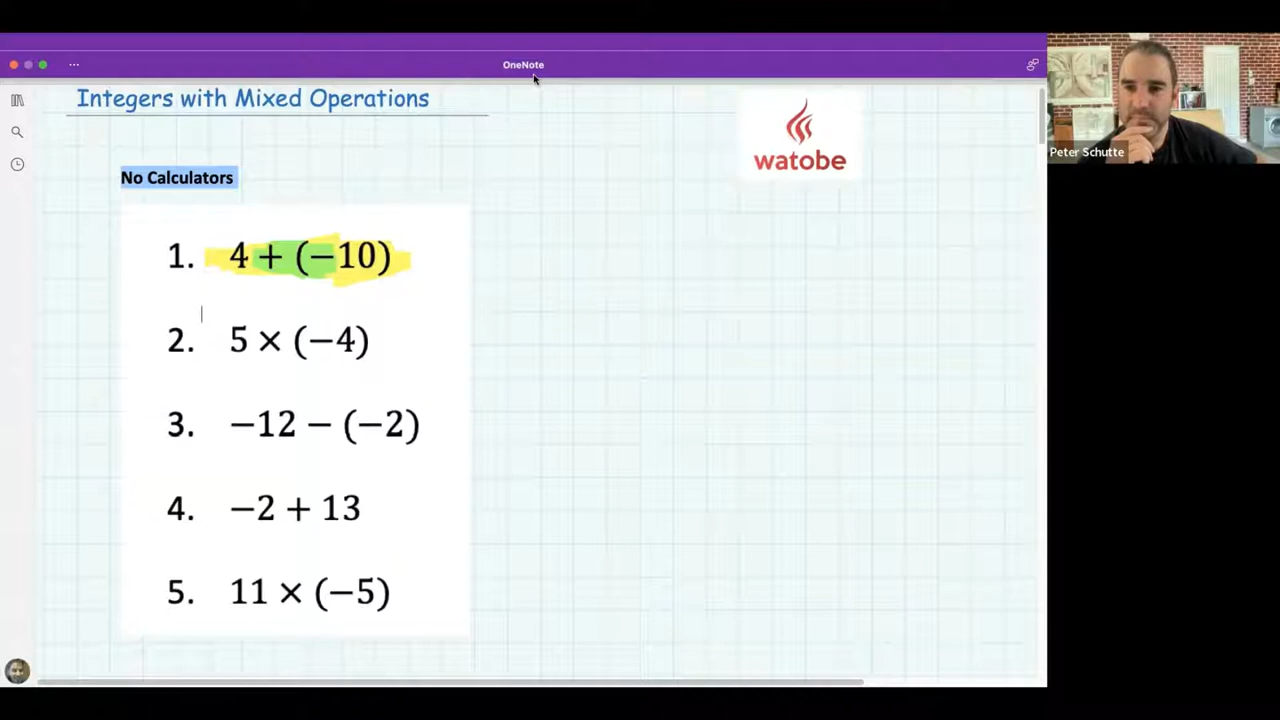 OneNote
Integers with Mixed Operations
watobe
Peter Schutte
No Calculators
1. 4 + (−10)
2. 5 × (−4)
3. −12 − (−2)
4. −2 + 13
5. 11 × (−5)